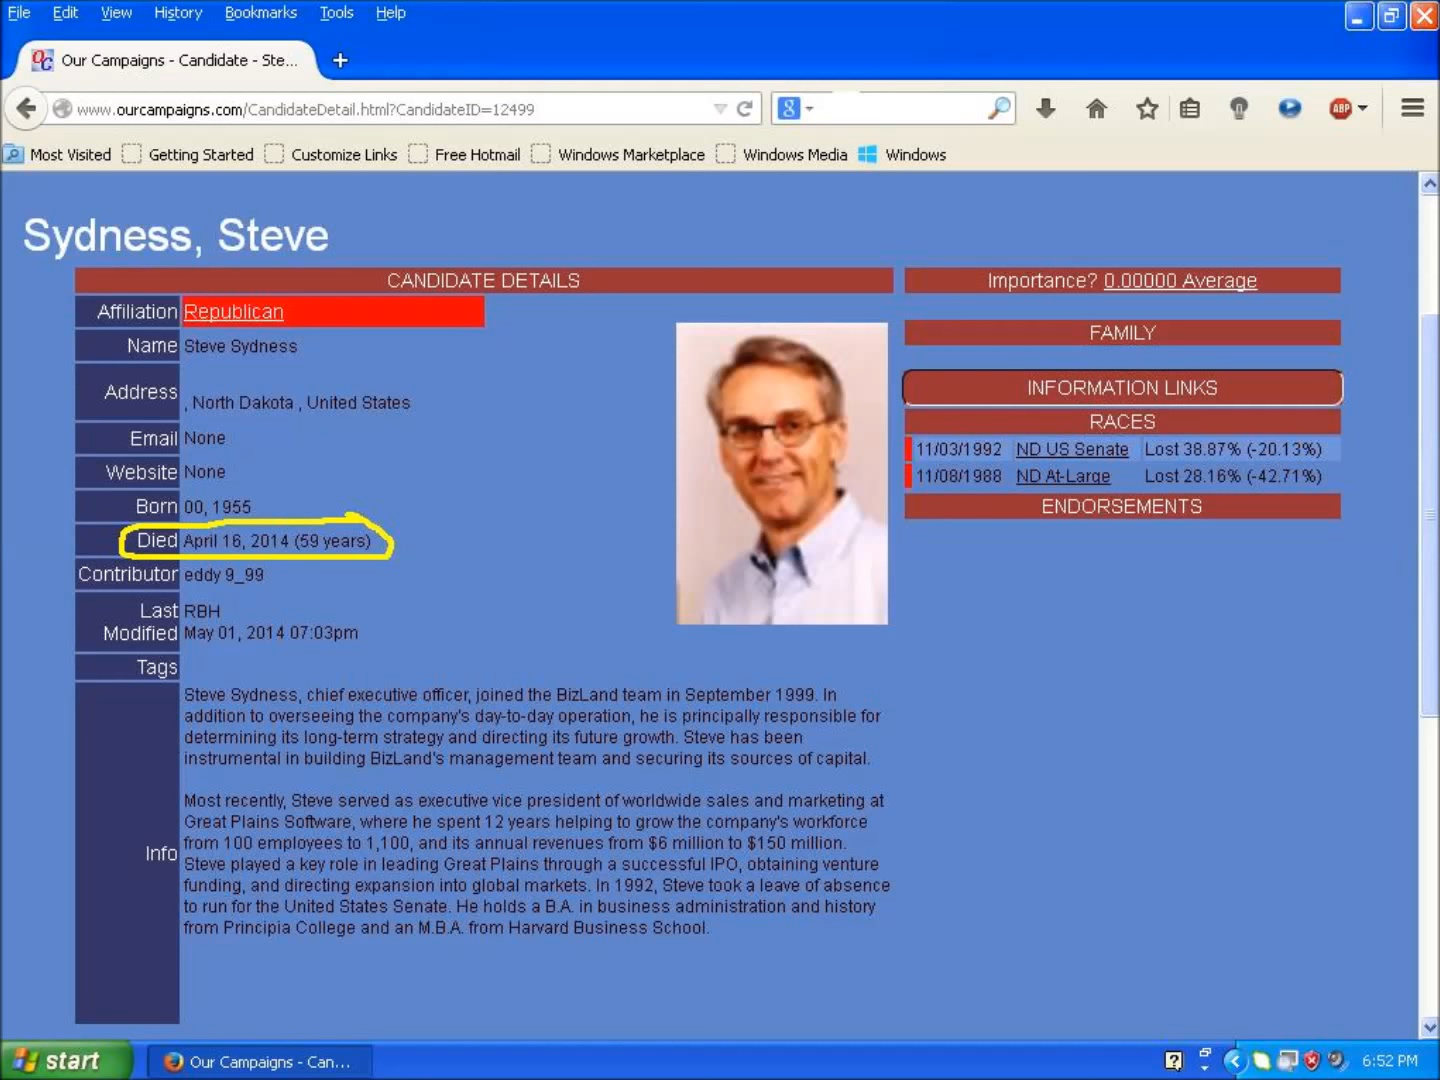 File Edit View History Bookmarks Tools Help
Our Campaigns - Candidate - Ste...
www.ourcampaigns.com/CandidateDetail.html?CandidateID=12499
Most Visited Getting Started Customize Links Free Hotmail Windows Marketplace Windows Media Windows
Sydness, Steve
CANDIDATE DETAILS
Affiliation Republican
Name Steve Sydness
Address , North Dakota , United States
Email None
Website None
Born 00, 1955
Died April 16, 2014 (59 years)
Contributor eddy 9_99
Last Modified RBH
May 01, 2014 07:03pm
Tags
Info
Steve Sydness, chief executive officer, joined the BizLand team in September 1999. In
addition to overseeing the company's day-to-day operation, he is principally responsible for
determining its long-term strategy and directing its future growth. Steve has been
instrumental in building BizLand's management team and securing its sources of capital.
Most recently, Steve served as executive vice president of worldwide sales and marketing at
Great Plains Software, where he spent 12 years helping to grow the company's workforce
from 100 employees to 1,100, and its annual revenues from $6 million to $150 million.
Steve played a key role in leading Great Plains through a successful IPO, obtaining venture
funding, and directing expansion into global markets. In 1992, Steve took a leave of absence
to run for the United States Senate. He holds a B.A. in business administration and history
from Principia College and an M.B.A. from Harvard Business School.
Importance? 0.00000 Average
FAMILY
INFORMATION LINKS
RACES
11/03/1992 ND US Senate Lost 38.87% (-20.13%)
11/08/1988 ND At-Large Lost 28.16% (-42.71%)
ENDORSEMENTS
start
Our Campaigns - Can...
6:52 PM